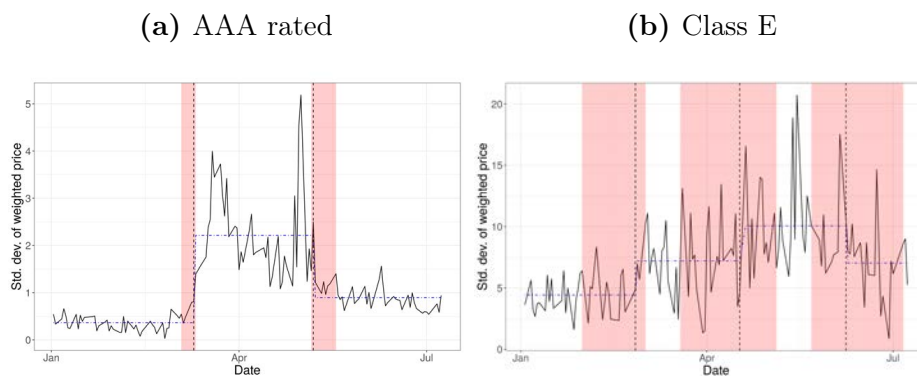 (a) AAA rated
(b) Class E
Std. dev. of weighted price
5
4
3
2
1
0
Jan
Apr
Jul
Date
Std. dev. of weighted price
20
15
10
5
0
Jan
Apr
Jul
Date